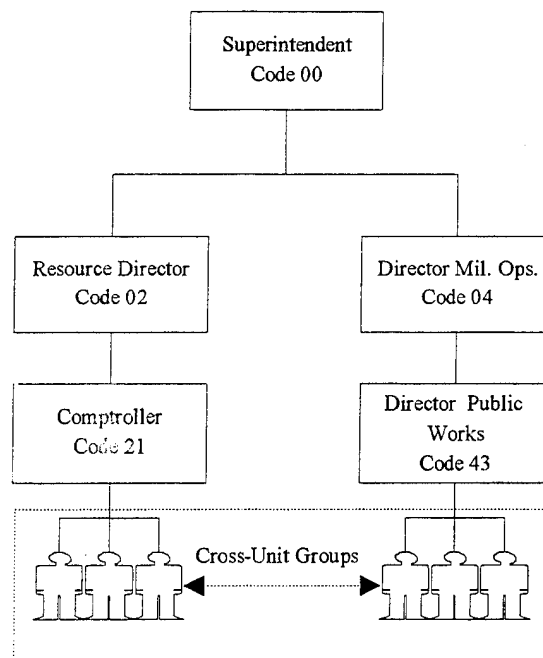 Superintendent
Code 00
Resource Director
Code 02
Director Mil. Ops.
Code 04
Comptroller
Code 21
Director Public
Works
Code 43
Cross-Unit Groups